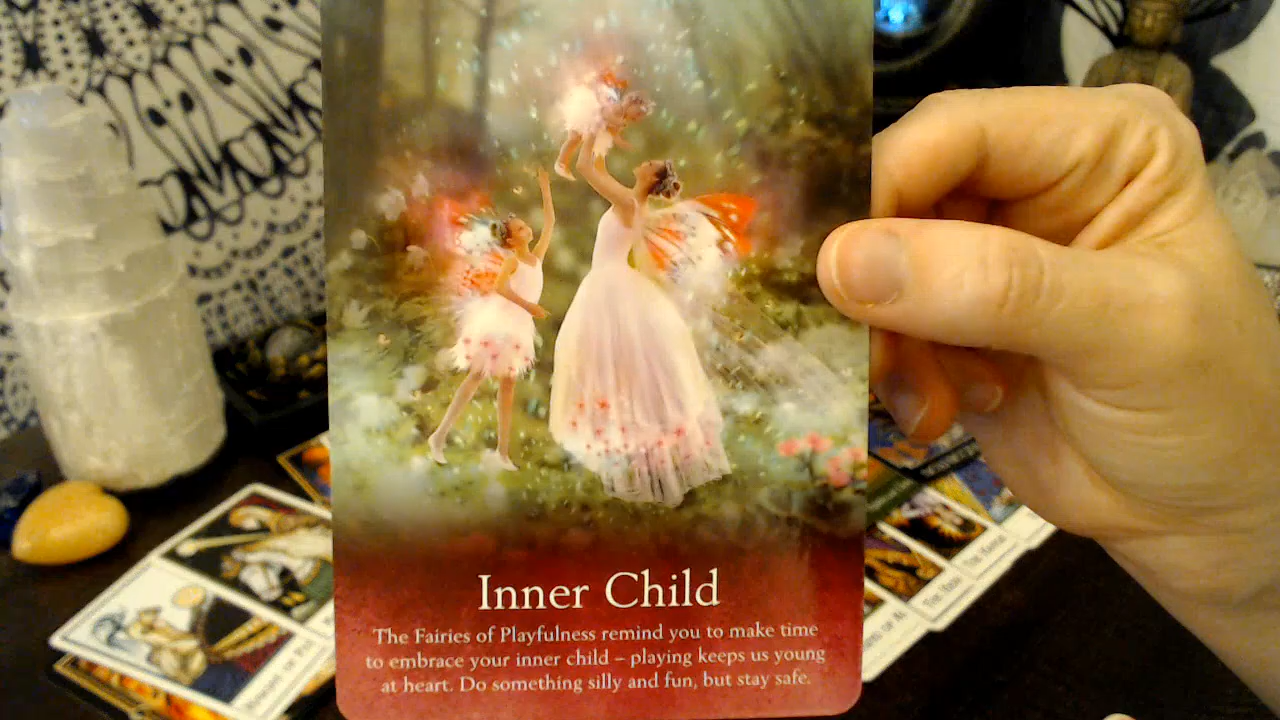 Inner Child
The Fairies of Playfulness remind you to make time
to embrace your inner child – playing keeps us young
at heart. Do something silly and fun, but stay safe.